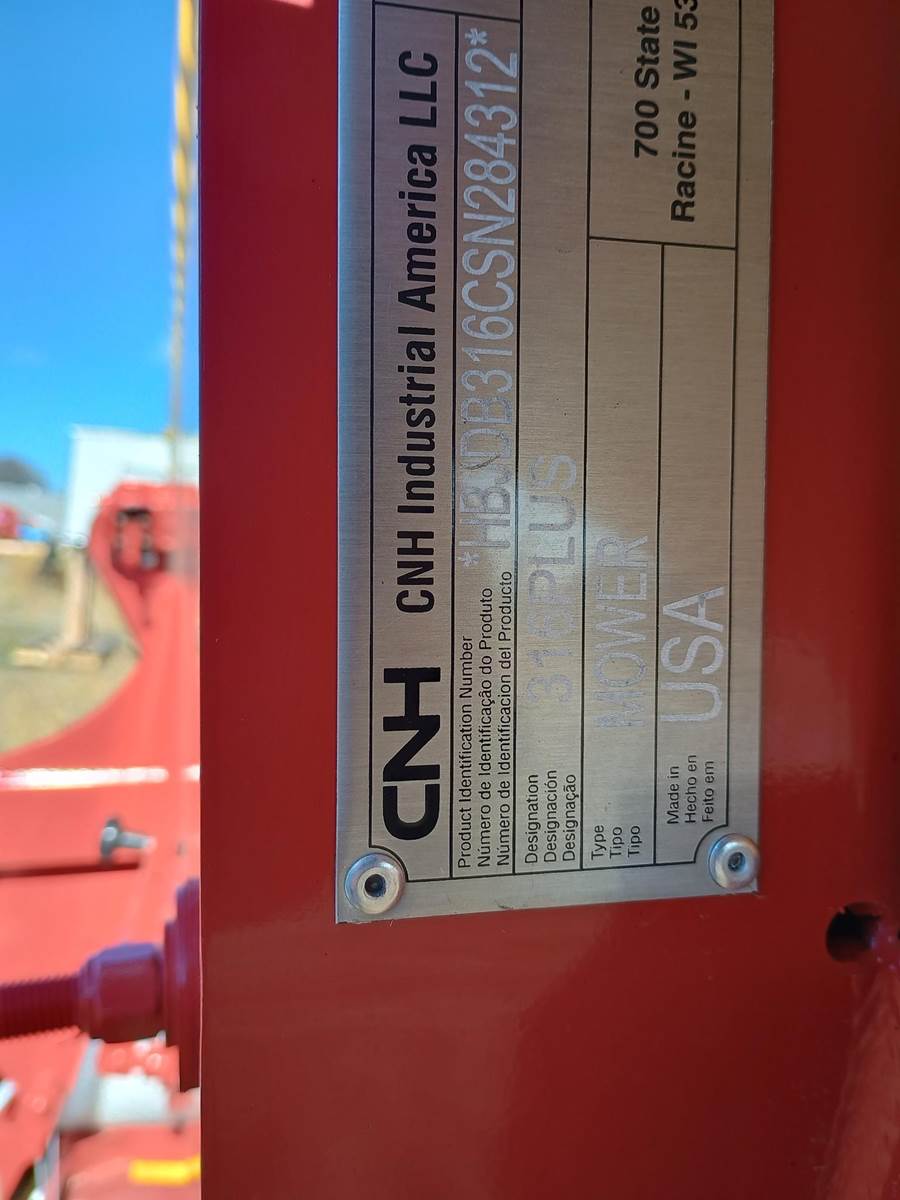 CNH CNH Industrial America LLC
Product Identification Number
Número de Identificação do Produto
Número de Identificacion del Producto
*HBJDB316CSN284312*
Designation
Designación
Designação
316PLUS
Type
Tipo
Tipo
MOWER
Made in
Hecho en
Feito em
USA
700 State
Racine - WI 53